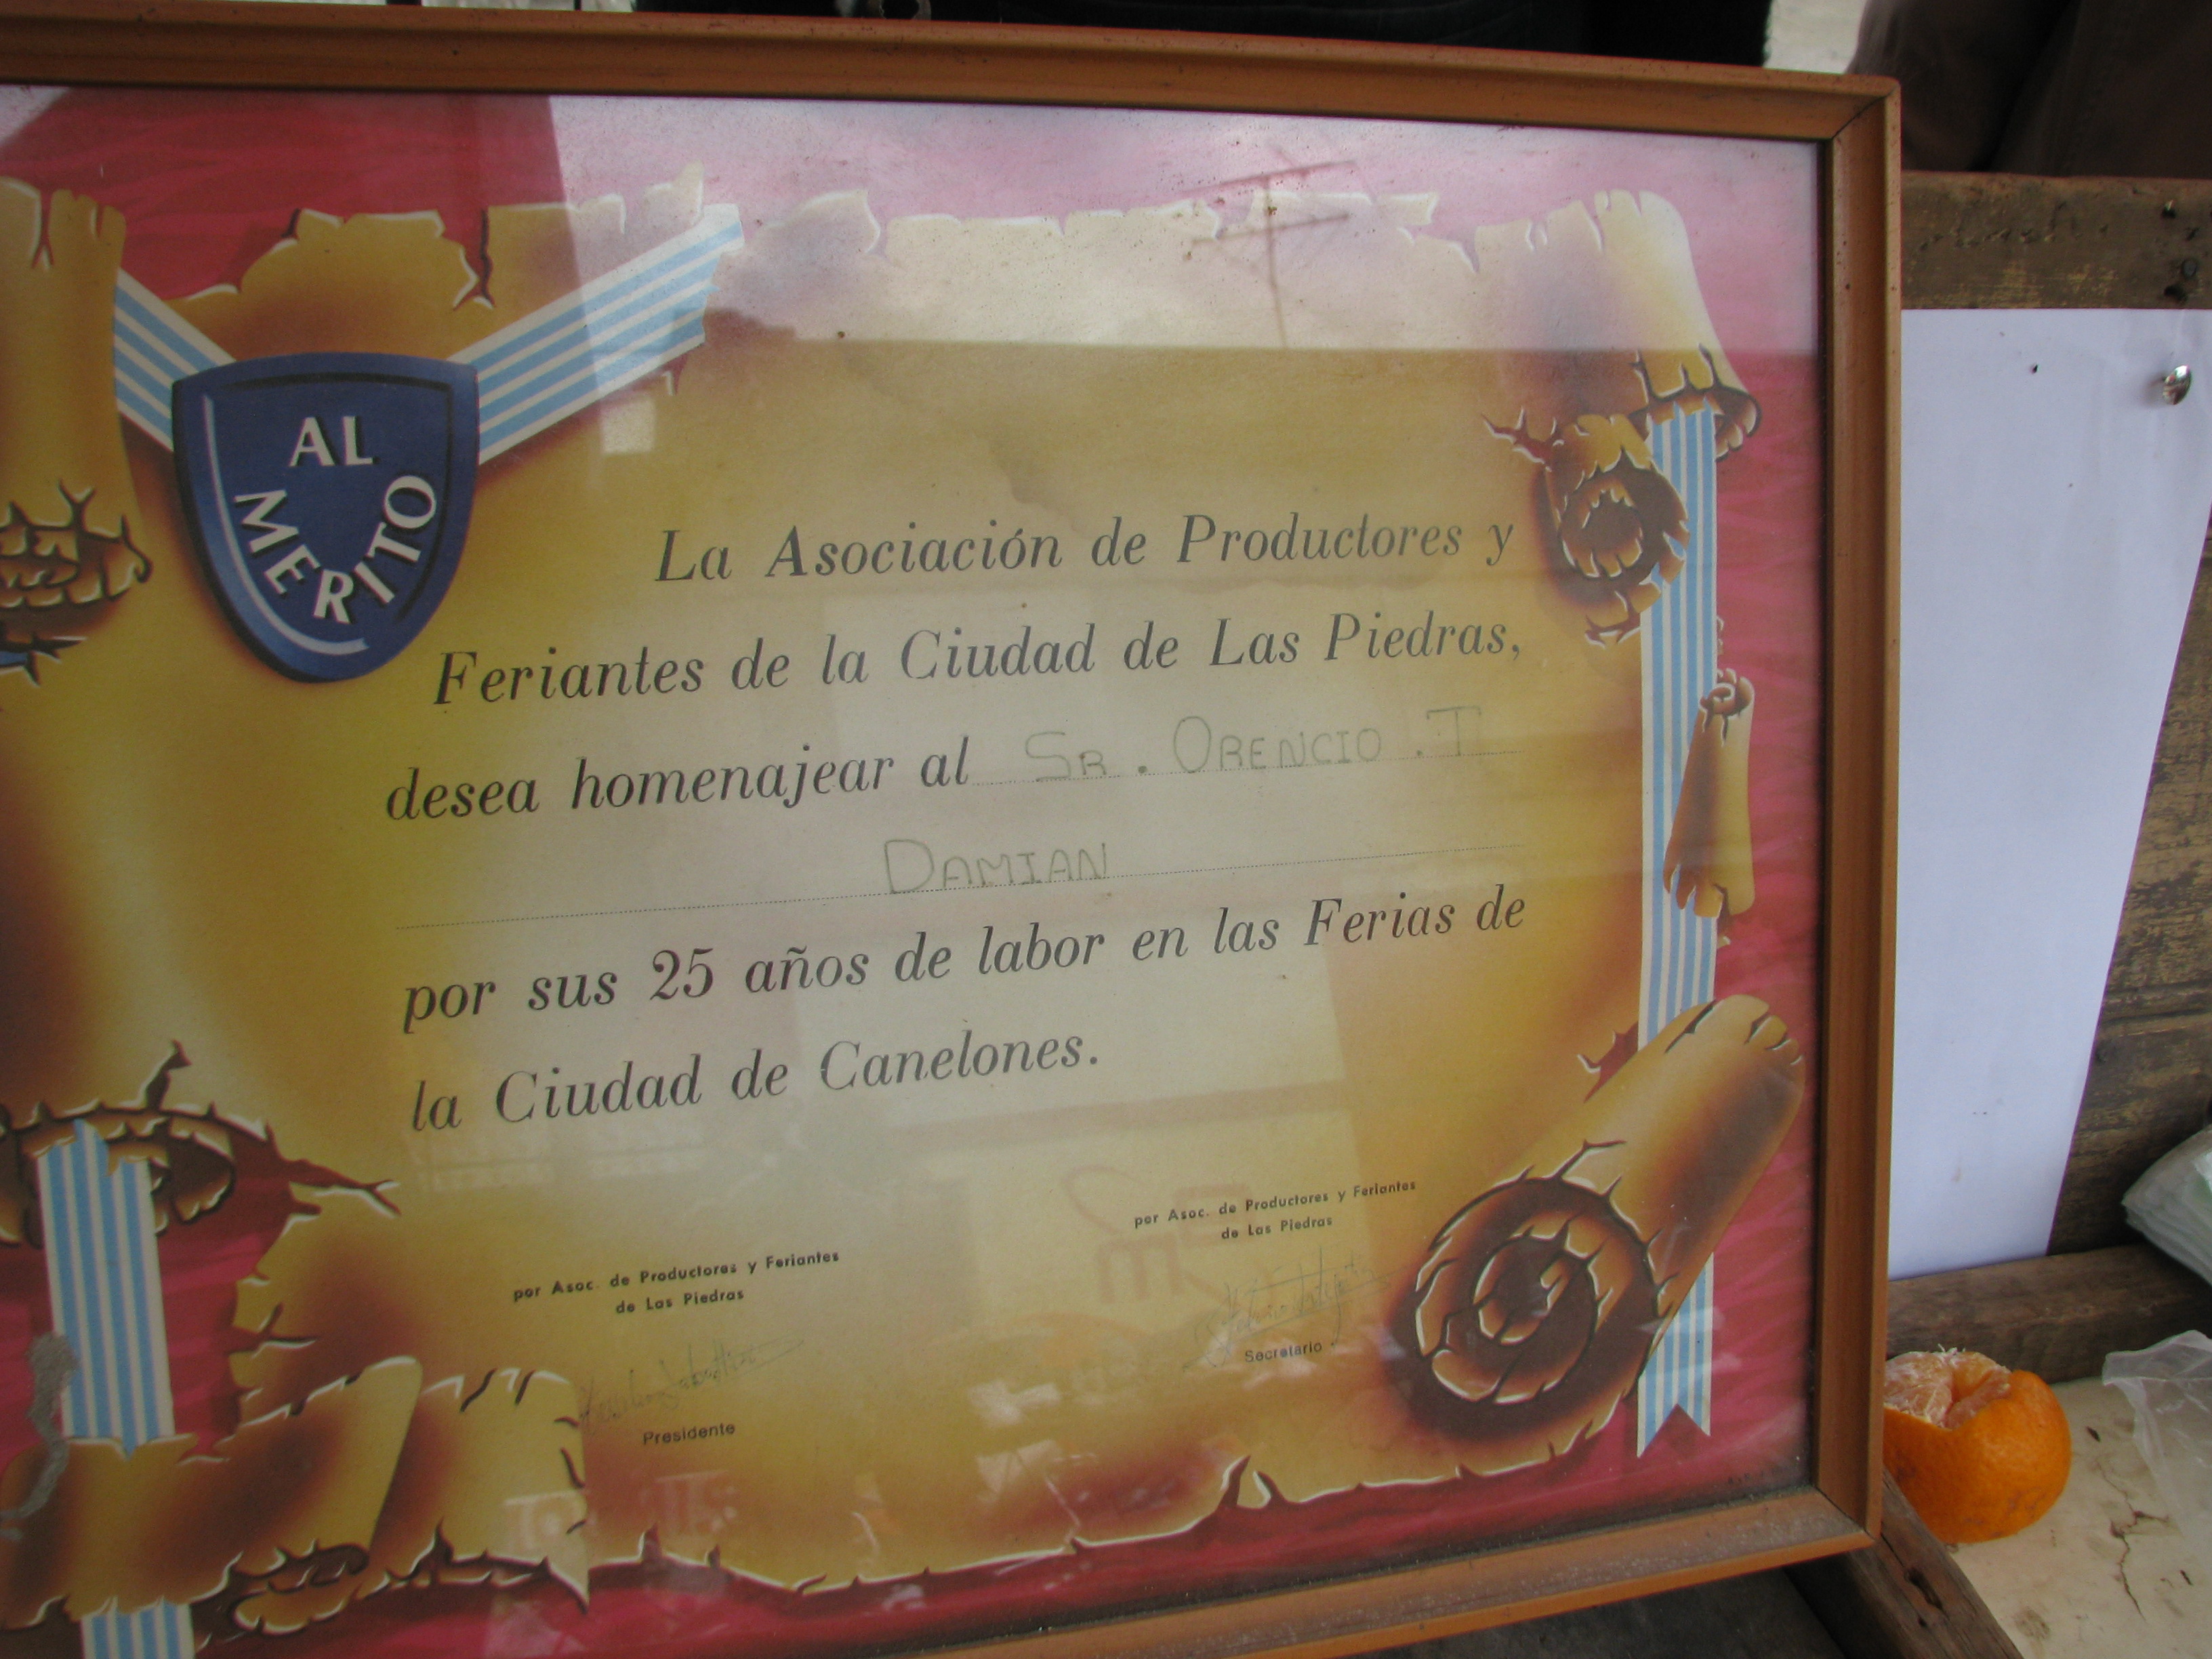 AL
MERITO
La Asociación de Productores y
Feriantes de la Ciudad de Las Piedras,
desea homenajear al SR. ORENCIO . T
DAMIAN
por sus 25 años de labor en las Ferias de
la Ciudad de Canelones.
por Asoc. de Productores y Feriantes
de Las Piedras
Presidente
por Asoc. de Productores y Feriantes
de Las Piedras
Secretario